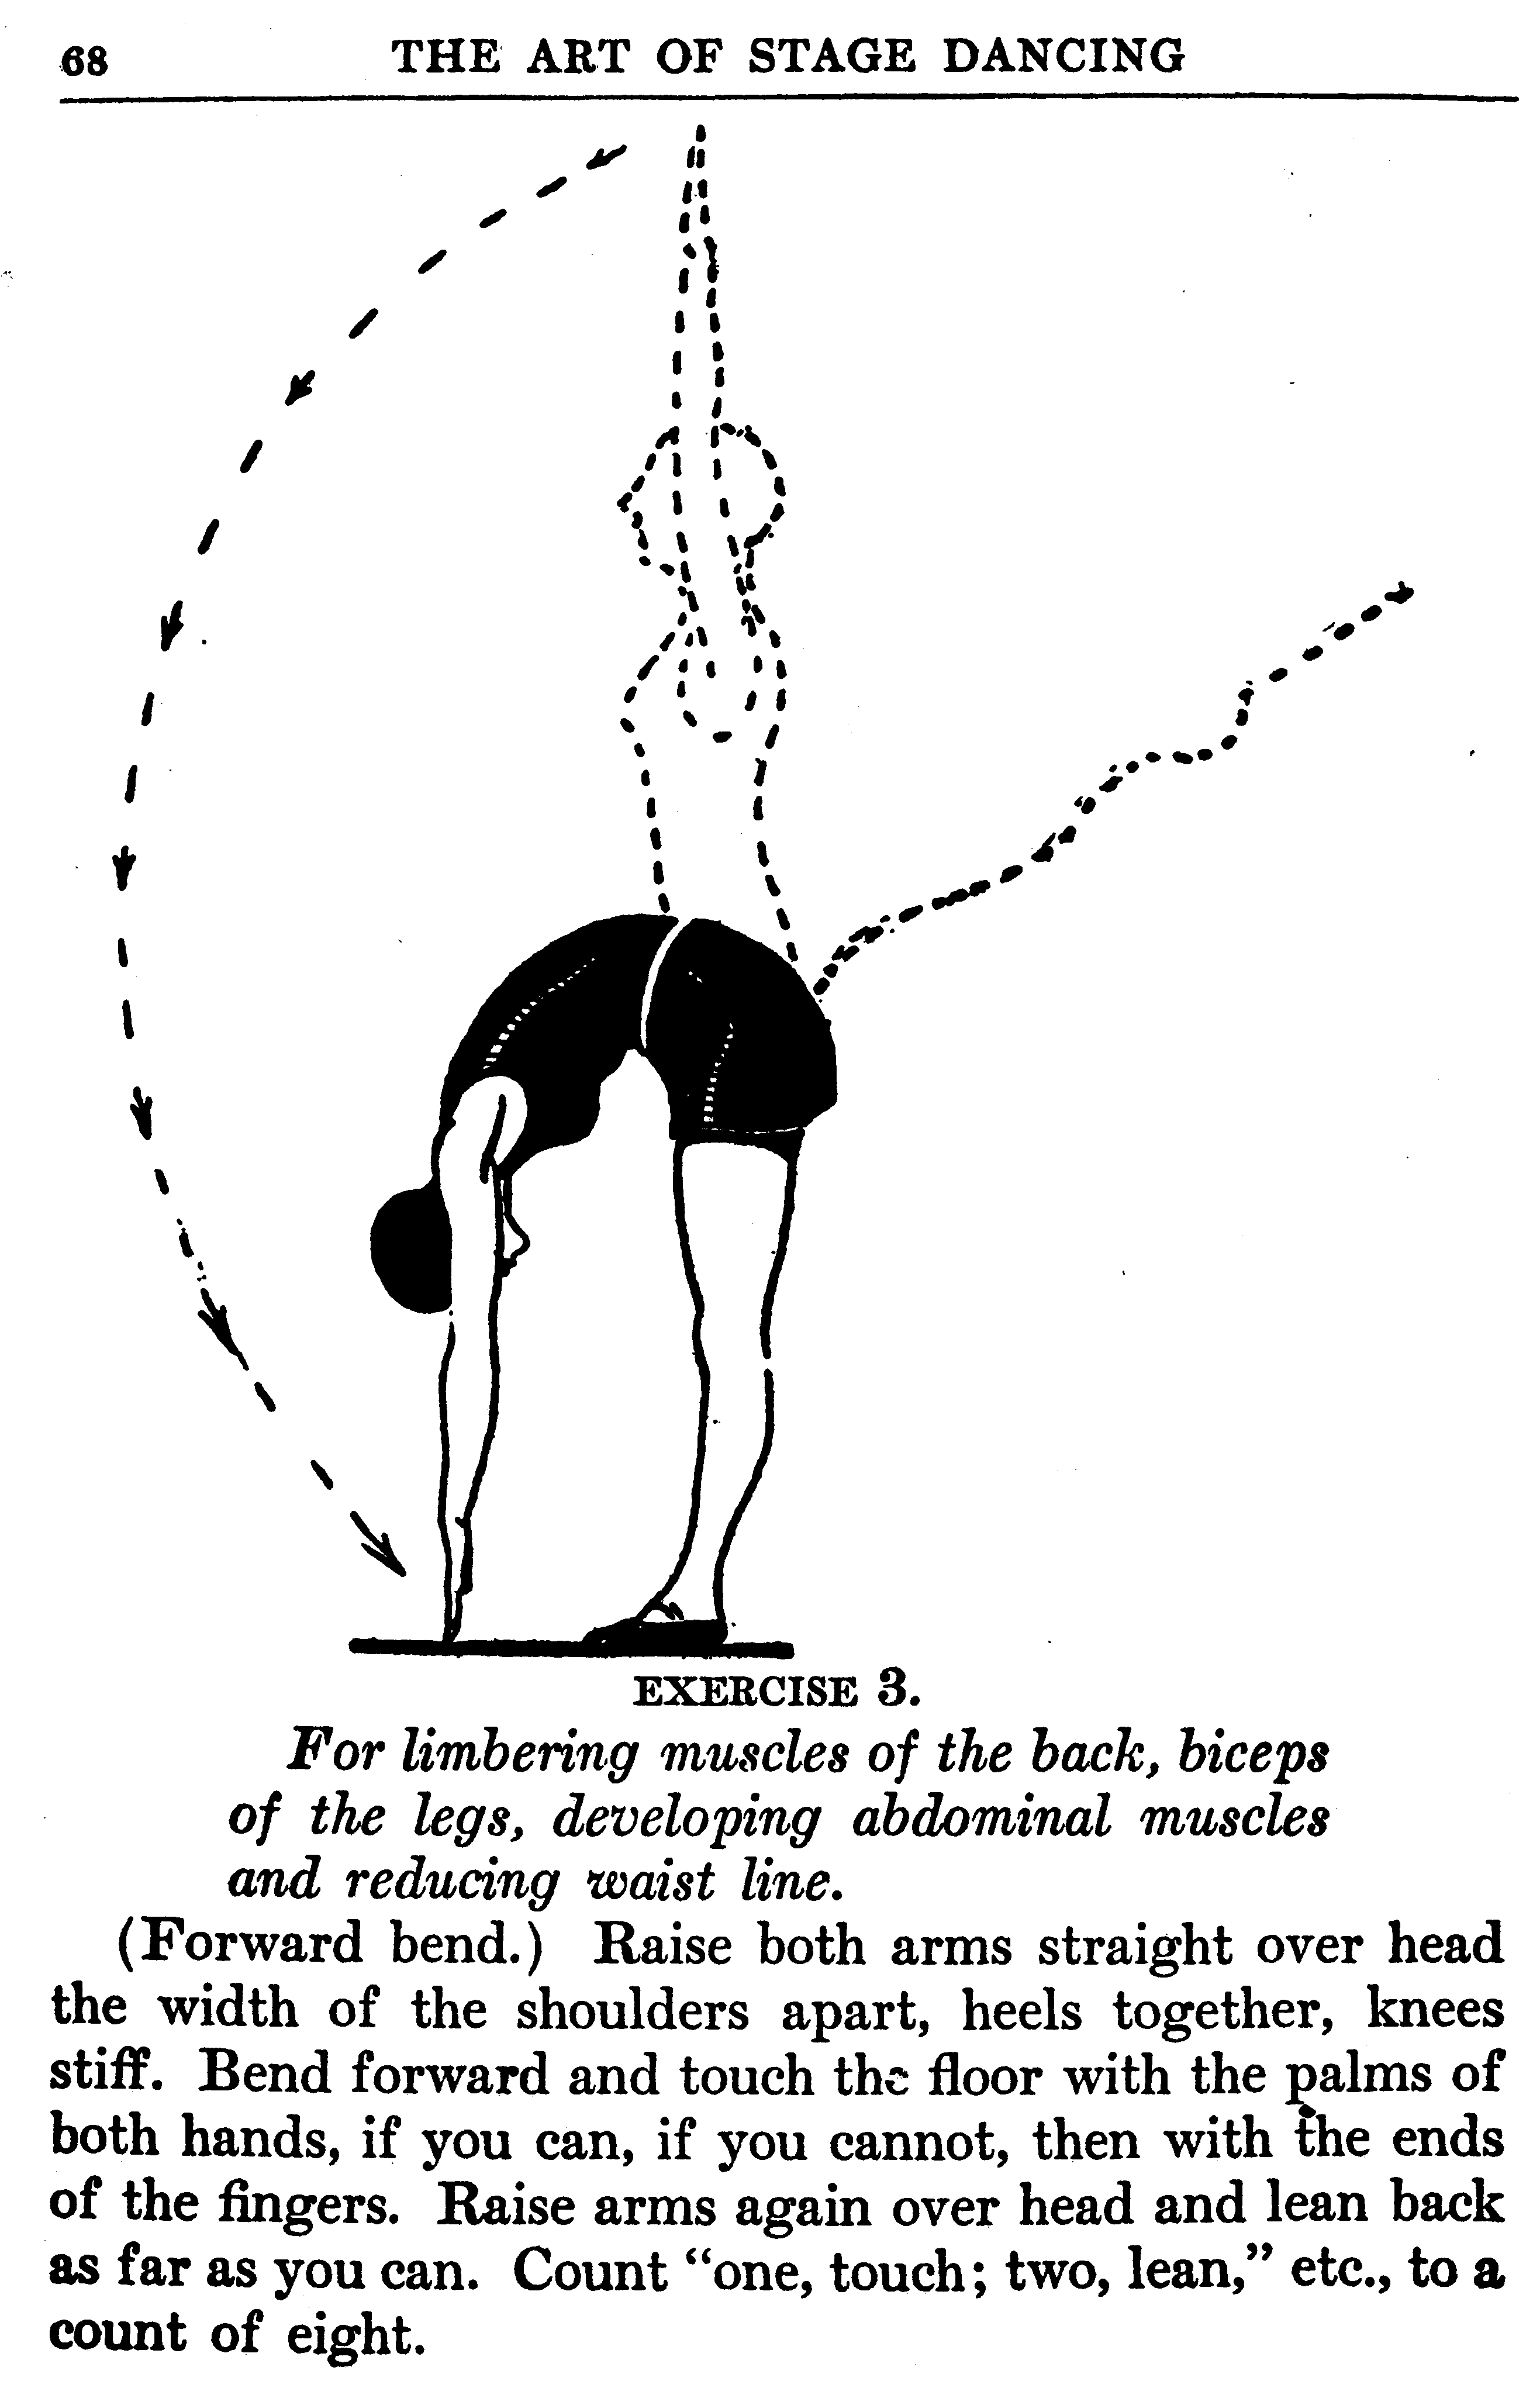 68 THE ART OF STAGE DANCING
EXERCISE 3.
For limbering muscles of the back, biceps
of the legs, developing abdominal muscles
and reducing waist line.
(Forward bend.) Raise both arms straight over head
the width of the shoulders apart, heels together, knees
stiff. Bend forward and touch the floor with the palms of
both hands, if you can, if you cannot, then with the ends
of the fingers. Raise arms again over head and lean back
as far as you can. Count “one, touch; two, lean,” etc., to a
count of eight.